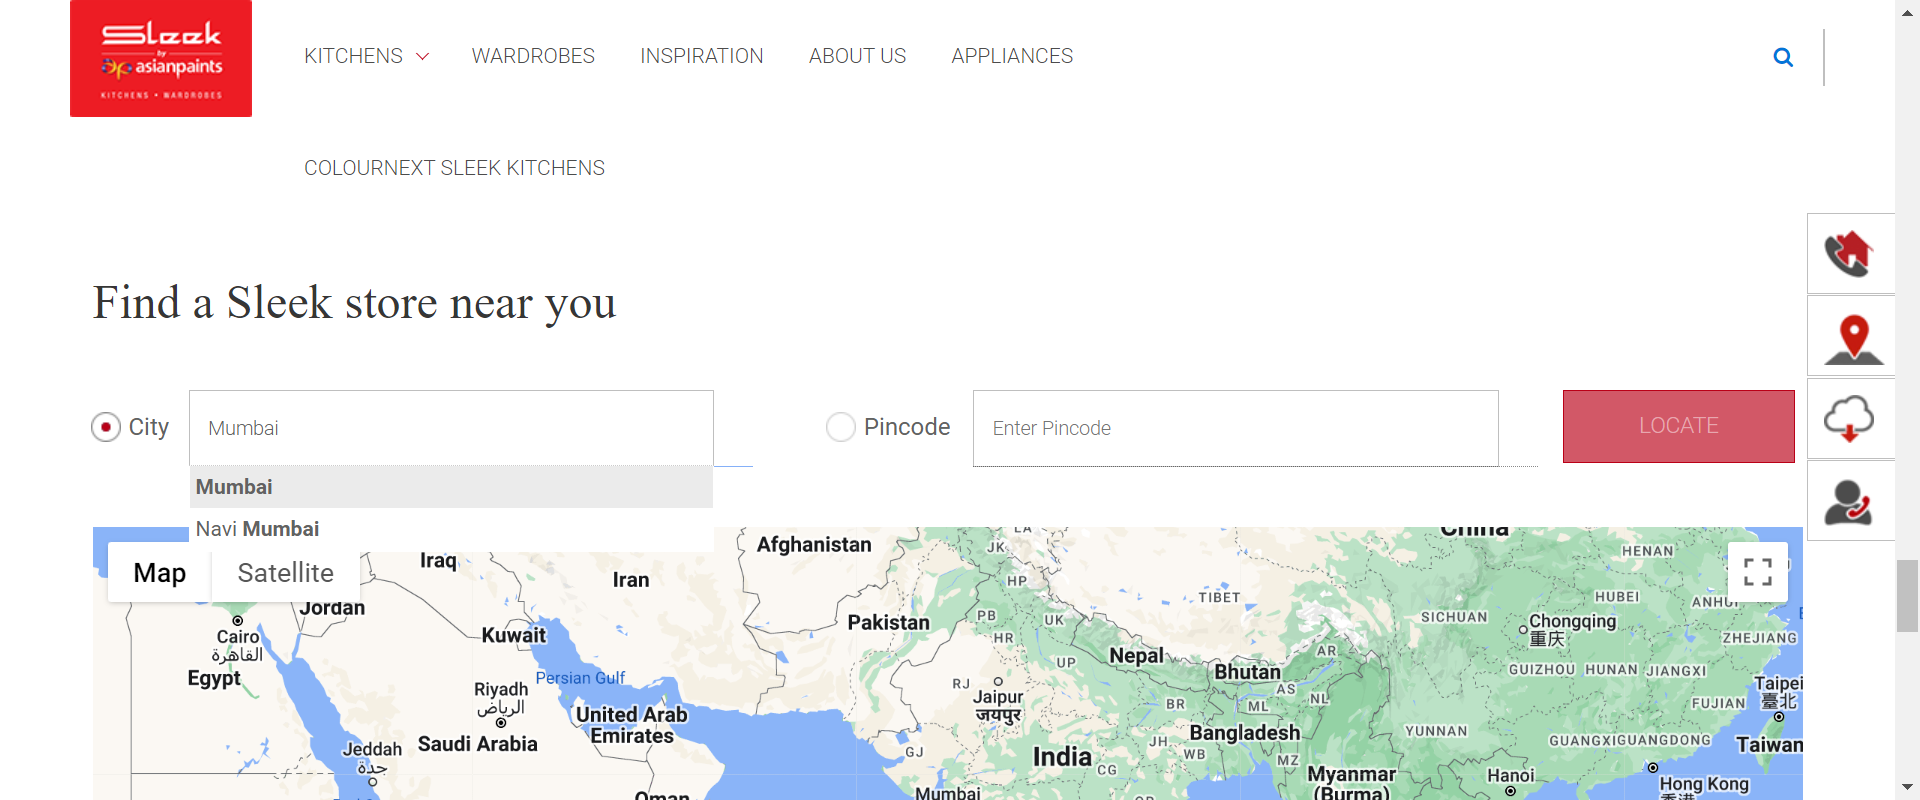 Sleek
by
asianpaints
KITCHENS • WARDROBES
KITCHENS
WARDROBES
INSPIRATION
ABOUT US
APPLIANCES
COLOURNEXT SLEEK KITCHENS
Find a Sleek store near you
City
Mumbai
Pincode
Enter Pincode
LOCATE
Mumbai
Navi Mumbai
Map
Satellite
Iraq
Iran
Afghanistan
LA
China
JK
HENAN
HP
TIBET
HUBEI
Jordan
Kuwait
Pakistan
PB
UK
HR
SICHUAN
Chongqing
重庆
ZHEJIANG
Cairo
القاهرة
Egypt
Persian Gulf
UP
Nepal
Bhutan
AR
AS
NL
GUIZHOU
HUNAN
JIANGXI
Riyadh
الرياض
RJ
Jaipur
जयपुर
BR
ML
FUJIAN
Taipei
臺北
United Arab
Emirates
Saudi Arabia
Jeddah
جدة
GJ
India
JH
WB
CG
Bangladesh
MZ
YUNNAN
GUANGXI
GUANGDONG
Taiwan
Myanmar
(Burma)
Hanoi
Hong Kong
Oman
Mumbai